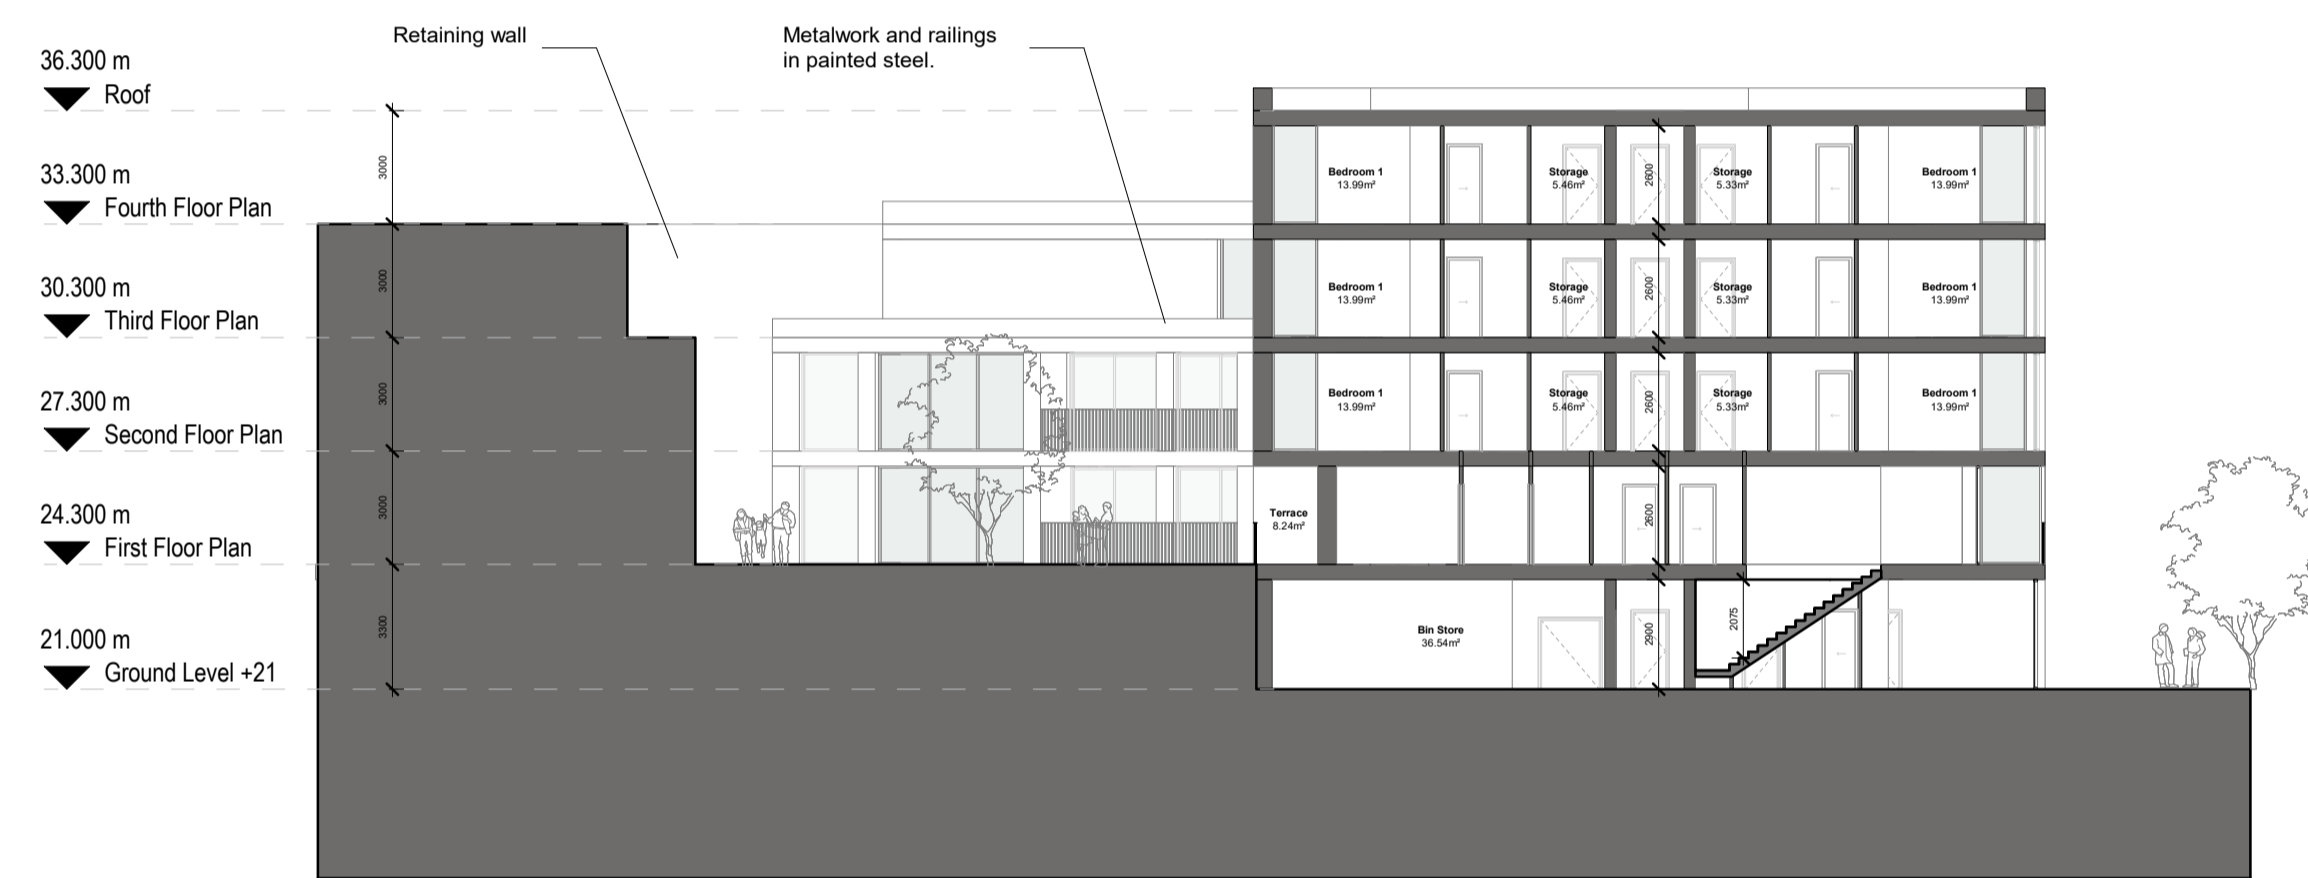 Retaining wall
Metalwork and railings
in painted steel.
36.300 m
Roof
33.300 m
Fourth Floor Plan
30.300 m
Third Floor Plan
27.300 m
Second Floor Plan
24.300 m
First Floor Plan
21.000 m
Ground Level +21
3000
3000
3000
3000
3300
Bedroom 1
13.99m²
Storage
5.46m²
2600
Storage
5.33m²
Bedroom 1
13.99m²
Bedroom 1
13.99m²
Storage
5.46m²
2600
Storage
5.33m²
Bedroom 1
13.99m²
Bedroom 1
13.99m²
Storage
5.46m²
2600
Storage
5.33m²
Bedroom 1
13.99m²
Terrace
8.24m²
2600
Bin Store
36.54m²
2900
2075